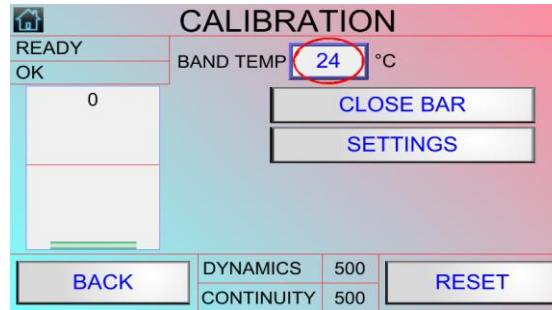 CALIBRATION
READY
OK
BAND TEMP 24 °C
0
CLOSE BAR
SETTINGS
BACK
DYNAMICS 500
CONTINUITY 500
RESET